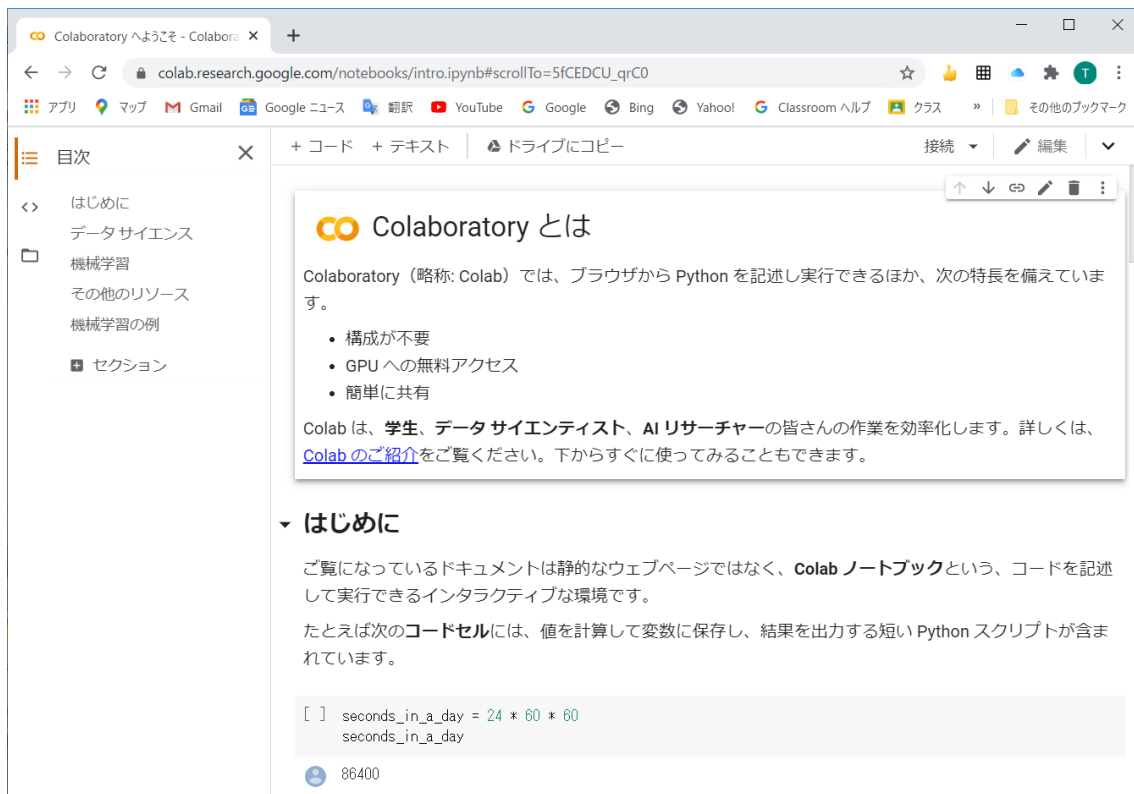 Colaboratory へようこそ - Colabora
colab.research.google.com/notebooks/intro.ipynb#scrollTo=5fCEDCU_qrC0
T
アプリ マップ Gmail Google ニュース 翻訳 YouTube Google Bing Yahoo! Classroom ヘルプ クラス » その他のブックマーク
目次
はじめに
データ サイエンス
機械学習
その他のリソース
機械学習の例
セクション
+ コード + テキスト ドライブにコピー 接続 編集
CO Colaboratory とは
Colaboratory（略称: Colab）では、ブラウザから Python を記述し実行できるほか、次の特長を備えていま
す。
• 構成が不要
• GPU への無料アクセス
• 簡単に共有
Colab は、学生、データ サイエンティスト、AI リサーチャーの皆さんの作業を効率化します。詳しくは、
Colab のご紹介をご覧ください。下からすぐに使ってみることもできます。
はじめに
ご覧になっているドキュメントは静的なウェブページではなく、Colab ノートブックという、コードを記述
して実行できるインタラクティブな環境です。
たとえば次のコードセルには、値を計算して変数に保存し、結果を出力する短い Python スクリプトが含ま
れています。
[ ] seconds_in_a_day = 24 * 60 * 60
seconds_in_a_day
86400